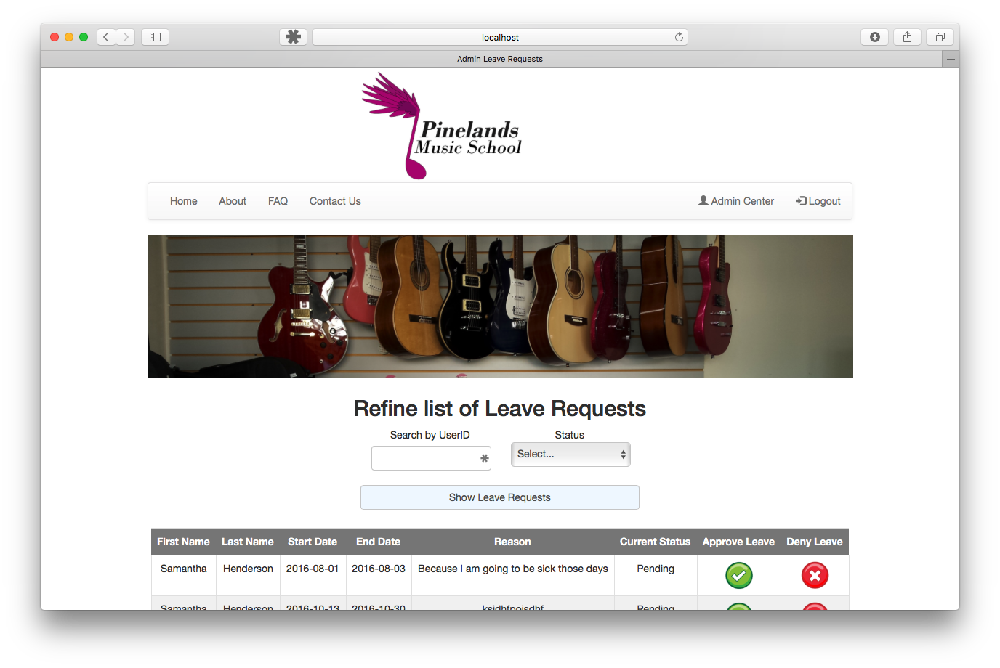 localhost
Admin Leave Requests
Pinelands
Music School
Home About FAQ Contact Us Admin Center Logout
Refine list of Leave Requests
Search by UserID Status
Select...
Show Leave Requests
First Name Last Name Start Date End Date Reason Current Status Approve Leave Deny Leave
Samantha Henderson 2016-08-01 2016-08-03 Because I am going to be sick those days Pending
Samantha Henderson 2016-10-13 2016-10-30 Pending